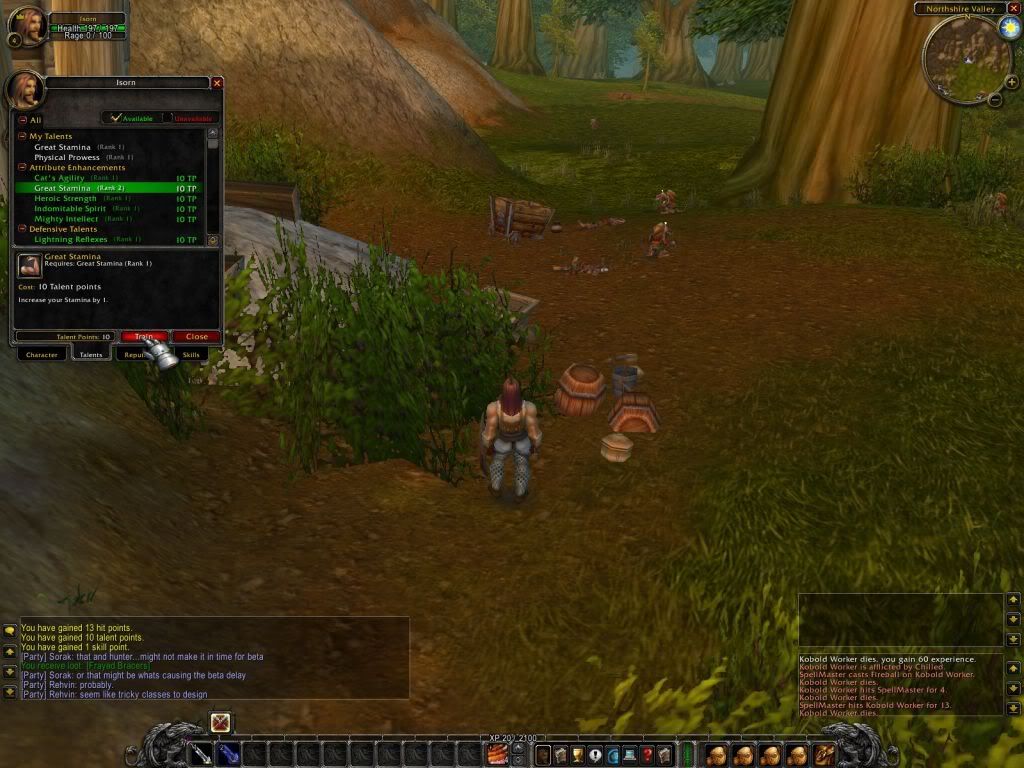 Isorn
Health 197 / 197
Rage 0 / 100
Northshire Valley
N
Isorn
All
Available
Unavailable
My Talents
Great Stamina (Rank 1)
Physical Prowess (Rank 1)
Attribute Enhancements
Cat's Agility (Rank 1) 10 TP
Great Stamina (Rank 2) 10 TP
Heroic Strength (Rank 1) 10 TP
Indomitable Spirit (Rank 1) 10 TP
Mighty Intellect (Rank 1) 10 TP
Defensive Talents
Lightning Reflexes (Rank 1) 10 TP
Great Stamina
Requires: Great Stamina (Rank 1)
Cost: 10 Talent points
Increase your Stamina by 1.
Talent Points: 10
Train
Close
Character
Talents
Skills
You have gained 13 hit points.
You have gained 10 talent points.
You have gained 1 skill point.
[Party] Sorak: that and hunter...might not make it in time for beta
You receive loot: [Frayed Bracers]
[Party] Sorak: or that might be whats causing the beta delay
[Party] Rehvin: probably.
[Party] Rehvin: seem like tricky classes to design
Kobold Worker dies, you gain 60 experience.
Kobold Worker is afflicted by Chilled.
SpellMaster casts Fireball on Kobold Worker.
Kobold Worker dies.
Kobold Worker hits SpellMaster for 4.
Kobold Worker dies.
SpellMaster hits Kobold Worker for 13.
Kobold Worker dies.
XP 20 / 2100